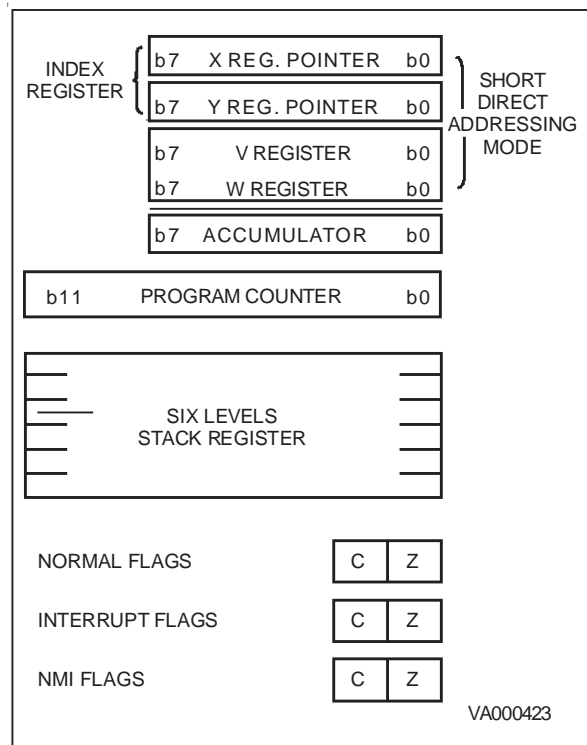 INDEX
REGISTER
b7 X REG. POINTER b0
b7 Y REG. POINTER b0
b7 V REGISTER b0
b7 W REGISTER b0
b7 ACCUMULATOR b0
SHORT
DIRECT
ADDRESSING
MODE
b11 PROGRAM COUNTER b0
SIX LEVELS
STACK REGISTER
NORMAL FLAGS C Z
INTERRUPT FLAGS C Z
NMI FLAGS C Z
VA000423